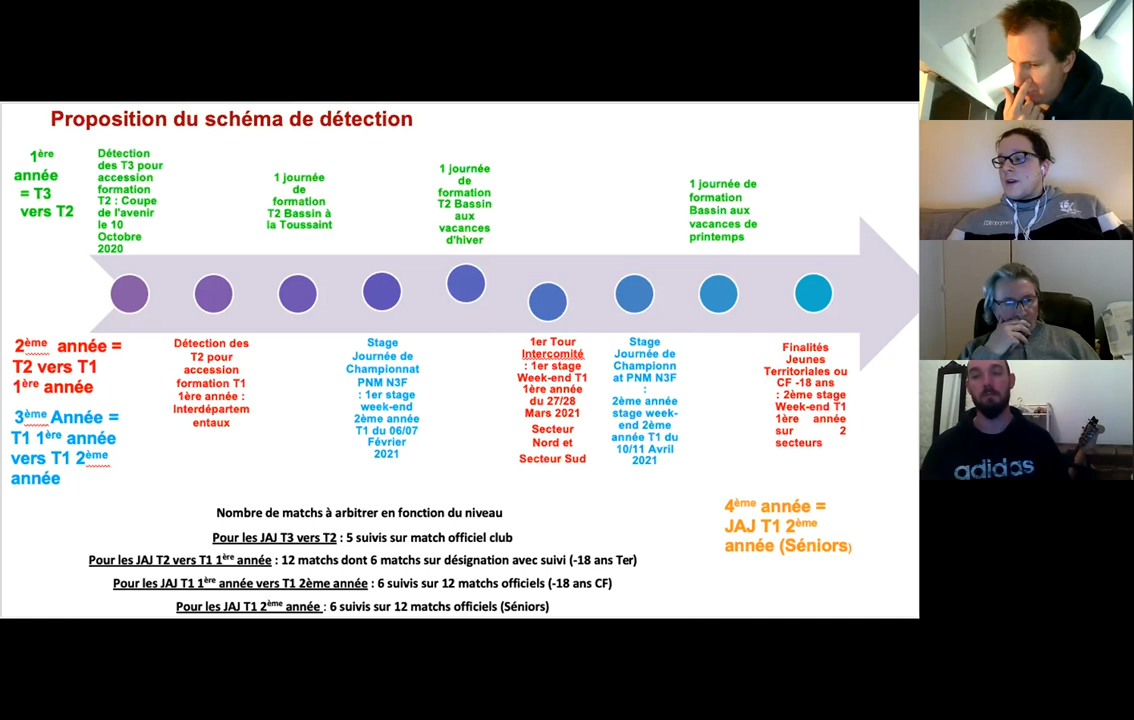 Proposition du schéma de détection
1ère
année
= T3
vers T2
Détection
des T3 pour
accession
formation
T2 : Coupe
de l'avenir
le 10
Octobre
2020
1 journée
de
formation
T2 Bassin à
la Toussaint
1 journée
de
formation
T2 Bassin
aux
vacances
d'hiver
1 journée de
formation
Bassin aux
vacances de
printemps
2ème année =
T2 vers T1
1ère année
3ème Année =
T1 1ère année
vers T1 2ème
année
Détection des
T2 pour
accession
formation T1
1ère année :
Interdépartem
entaux
Stage
Journée de
Championnat
PNM N3F
: 1er stage
week-end
2ème année
T1 du 06/07
Février
2021
1er Tour
Intercomité
: 1er stage
Week-end T1
1ère année
du 27/28
Mars 2021
Secteur
Nord et
Secteur Sud
Stage
Journée de
Championn
at PNM N3F
:
2ème année
stage week-
end 2ème
année T1 du
10/11 Avril
2021
Finalités
Jeunes
Territoriales ou
CF -18 ans
: 2ème stage
Week-end T1
1ère année
sur 2
secteurs
4ème année =
JAJ T1 2ème
année (Séniors)
Nombre de matchs à arbitrer en fonction du niveau
Pour les JAJ T3 vers T2 : 5 suivis sur match officiel club
Pour les JAJ T2 vers T1 1ère année : 12 matchs dont 6 matchs sur désignation avec suivi (-18 ans Ter)
Pour les JAJ T1 1ère année vers T1 2ème année : 6 suivis sur 12 matchs officiels (-18 ans CF)
Pour les JAJ T1 2ème année : 6 suivis sur 12 matchs officiels (Séniors)
adidas